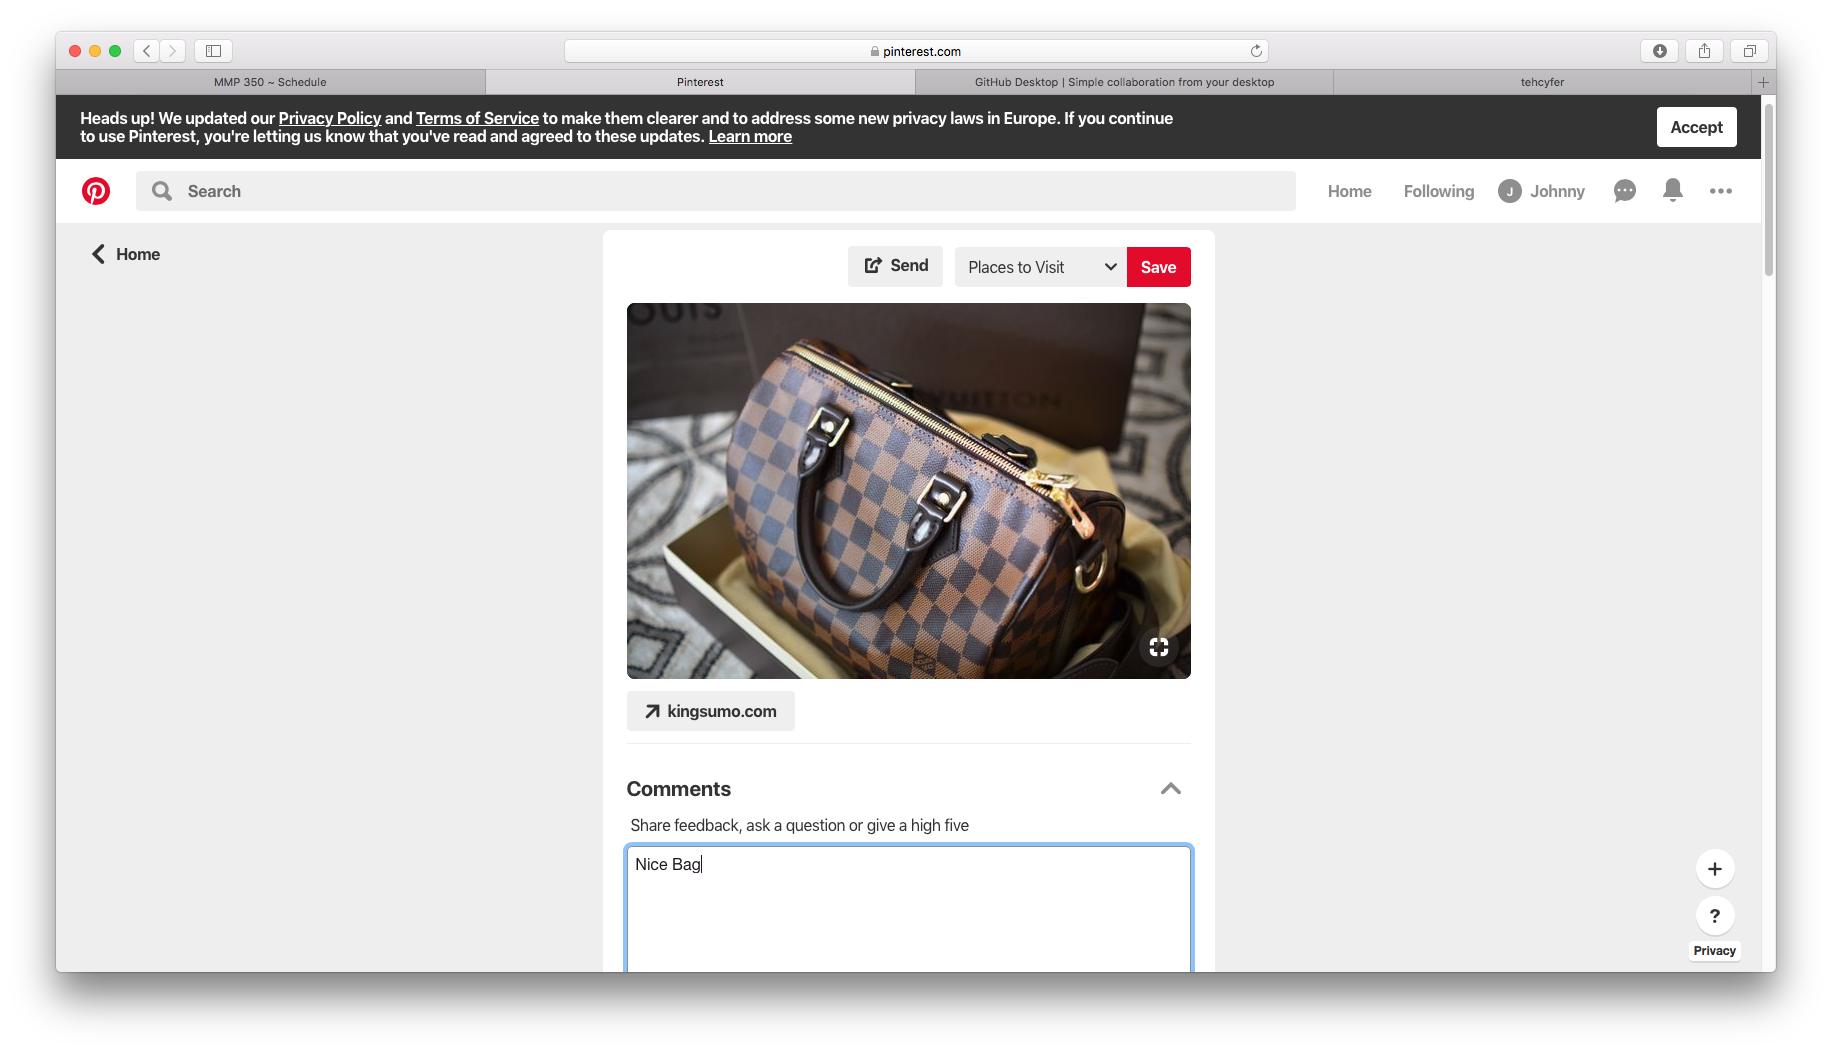 pinterest.com
MMP 350 ~ Schedule
Pinterest
GitHub Desktop | Simple collaboration from your desktop
tehcyfer
Heads up! We updated our Privacy Policy and Terms of Service to make them clearer and to address some new privacy laws in Europe. If you continue
to use Pinterest, you're letting us know that you've read and agreed to these updates. Learn more
Accept
Search
Home
Following
J
Johnny
Home
Send
Places to Visit
Save
OUIS
VUITTON
kingsumo.com
Comments
Share feedback, ask a question or give a high five
Nice Bag
+
?
Privacy